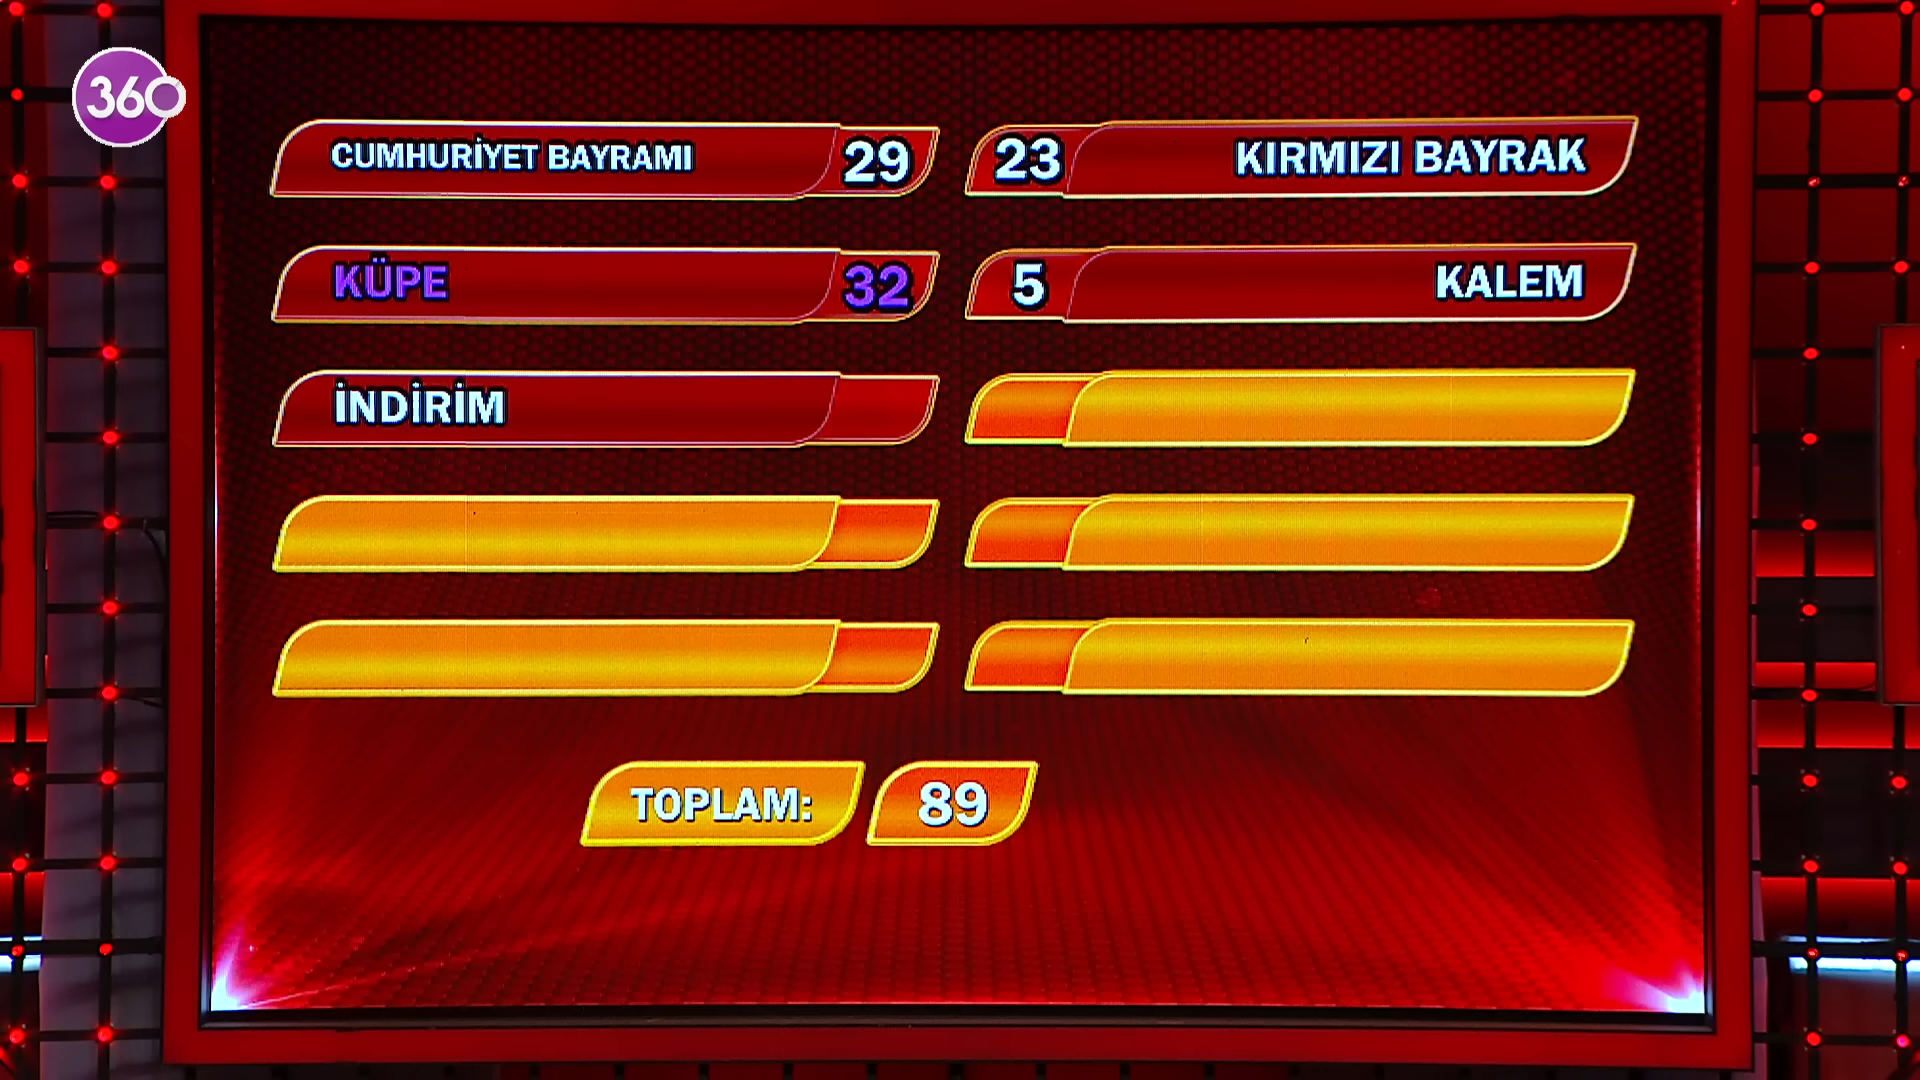 360
CUMHURİYET BAYRAMI 29
23 KIRMIZI BAYRAK
KÜPE 32
5 KALEM
İNDİRİM
TOPLAM: 89